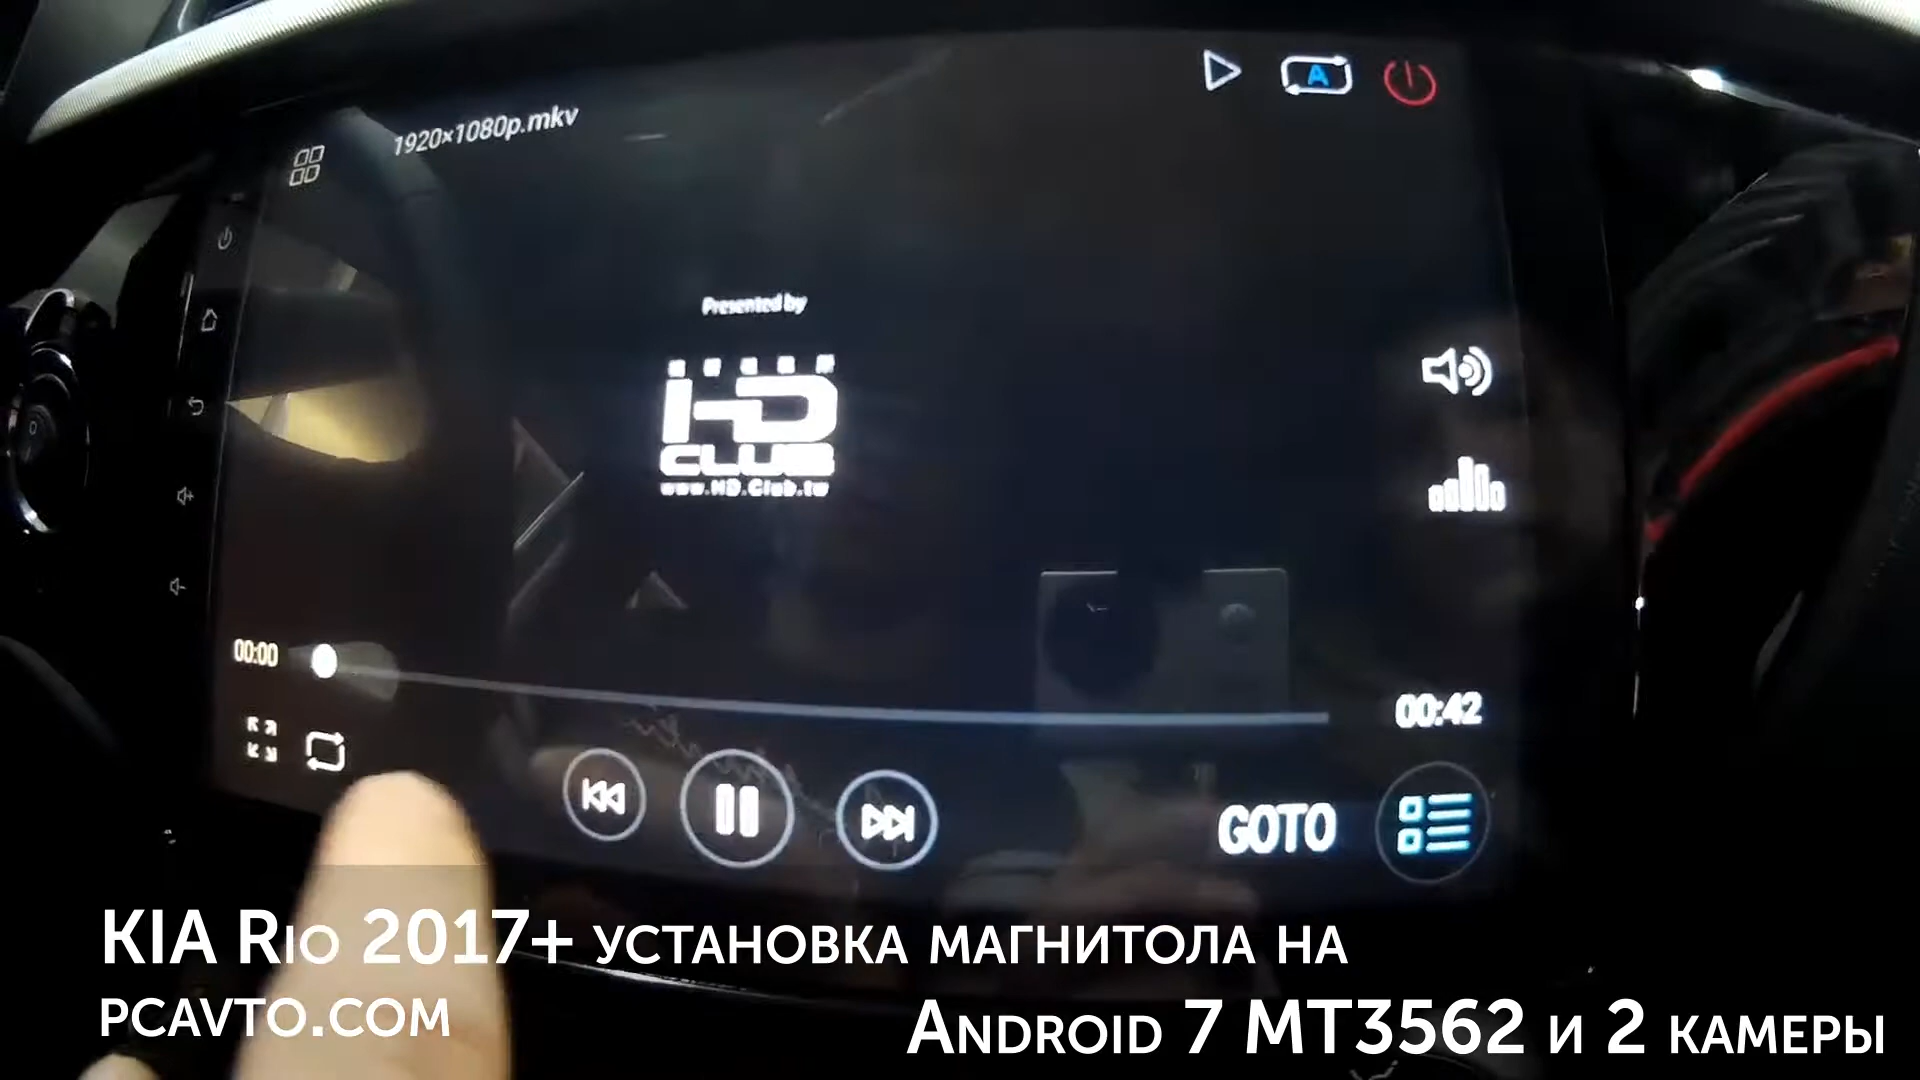 1920×1080p.mkv
A
Presented by
HD
CLUB
www.HD.Club.tw
00:00
00:42
GOTO
KIA Rio 2017+ установка магнитола на
pcavto.com
Android 7 MT3562 и 2 камеры